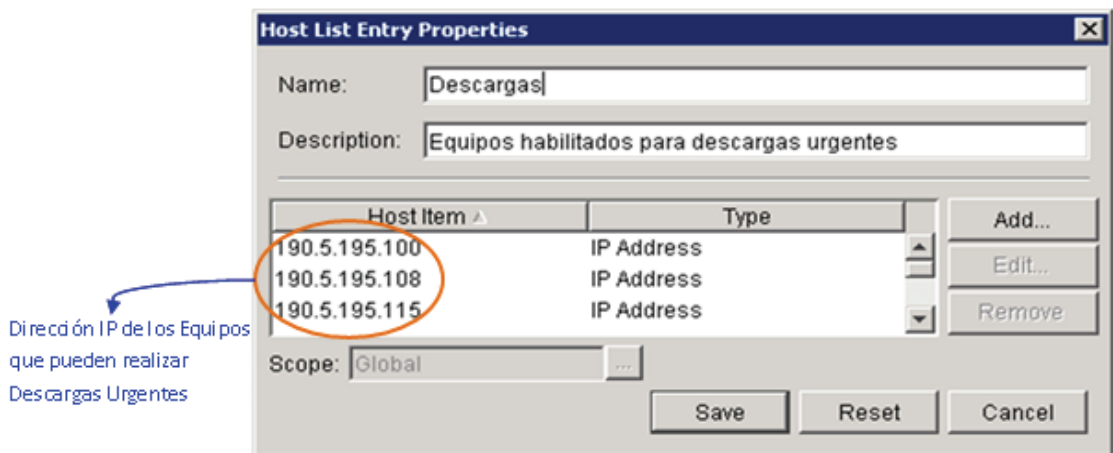 Host List Entry Properties
Name: Descargas
Description: Equipos habilitados para descargas urgentes
Host Item Type
190.5.195.100 IP Address
190.5.195.108 IP Address
190.5.195.115 IP Address
Add...
Edit...
Remove
Dirección IP de los Equipos
que pueden realizar
Descargas Urgentes
Scope: Global ...
Save Reset Cancel